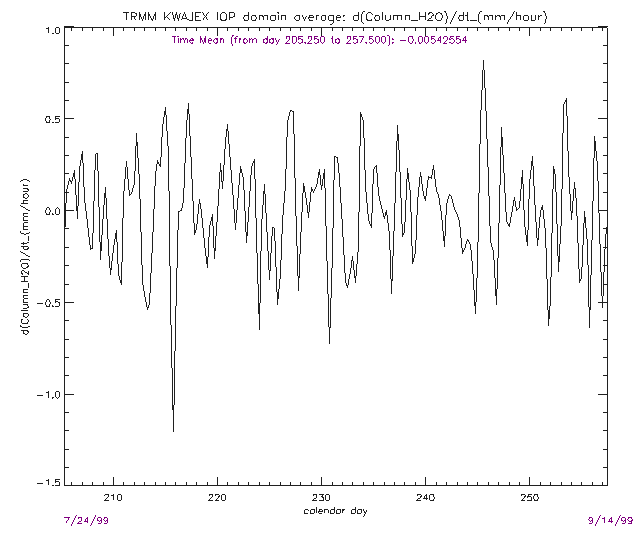 TRMM KWAJEX IOP domain average: d(Column_H2O)/dt_(mm/hour)
Time Mean (from day 205.250 to 257.500): -0.00542554
1.0
0.5
0.0
-0.5
-1.0
-1.5
d(Column_H2O)/dt_(mm/hour)
210 220 230 240 250
calendar day
7/24/99 9/14/99